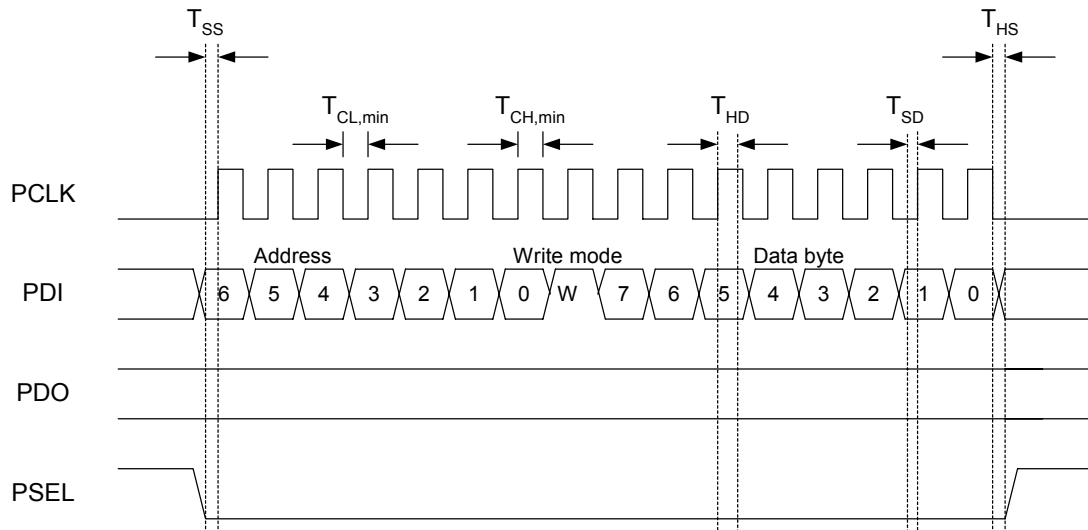 T_SS T_HS
T_CL,min T_CH,min T_HD T_SD
PCLK
Address Write mode Data byte
PDI 6 5 4 3 2 1 0 W 7 6 5 4 3 2 1 0
PDO
PSEL